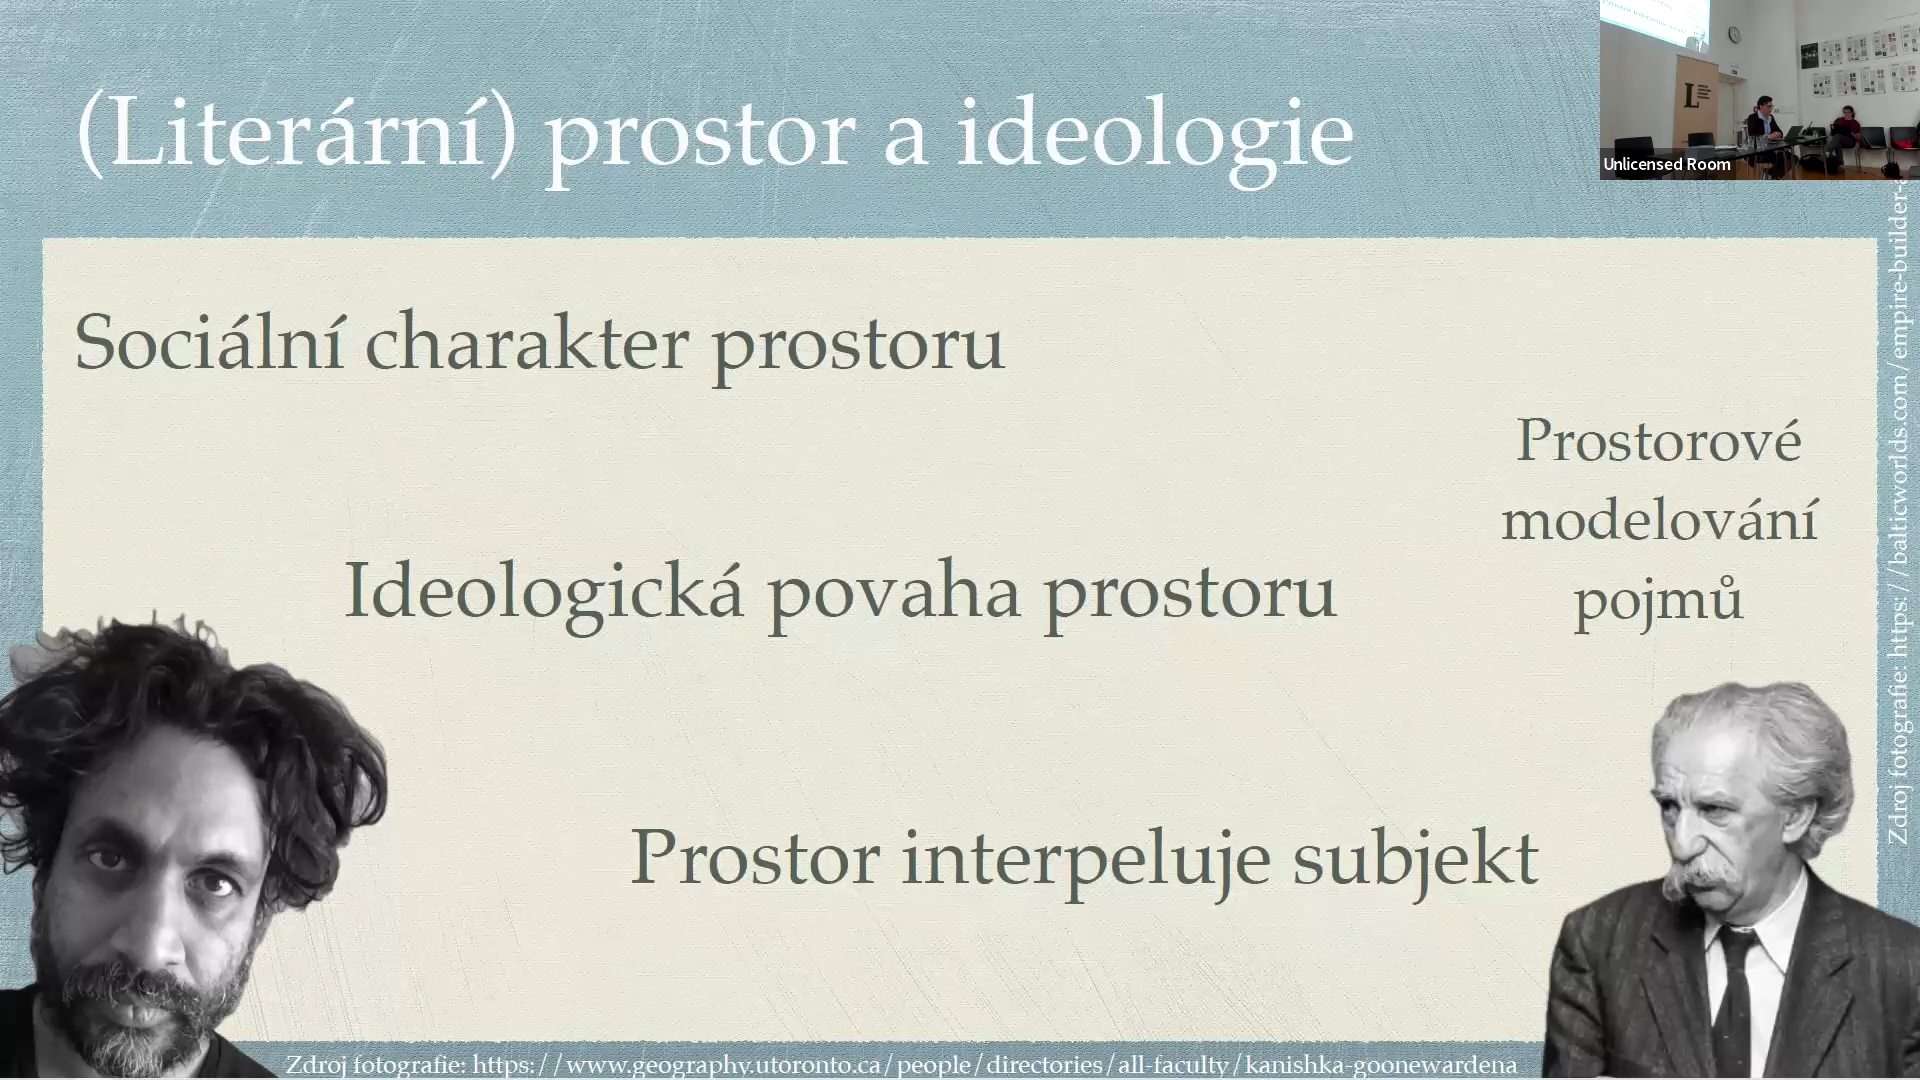 (Literární) prostor a ideologie
Unlicensed Room
Sociální charakter prostoru
Prostorové
modelování
pojmů
Ideologická povaha prostoru
Prostor interpeluje subjekt
Zdroj fotografie: https://www.geography.utoronto.ca/people/directories/all-faculty/kanishka-goonewardena
Zdroj fotografie: https://balticworlds.com/empire-builder-